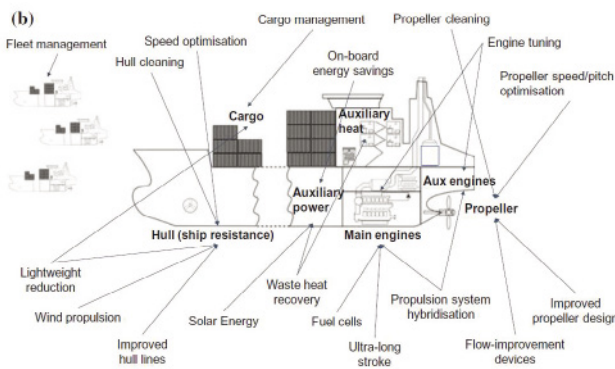 (b)
Fleet management
Speed optimisation
Hull cleaning
Cargo management
On-board
energy savings
Propeller cleaning
Engine tuning
Propeller speed/pitch
optimisation
Cargo
Auxiliary
heat
Auxiliary
power
Aux engines
Propeller
Hull (ship resistance)
Main engines
Lightweight
reduction
Wind propulsion
Improved
hull lines
Solar Energy
Waste heat
recovery
Fuel cells
Ultra-long
stroke
Propulsion system
hybridisation
Flow-improvement
devices
Improved
propeller design